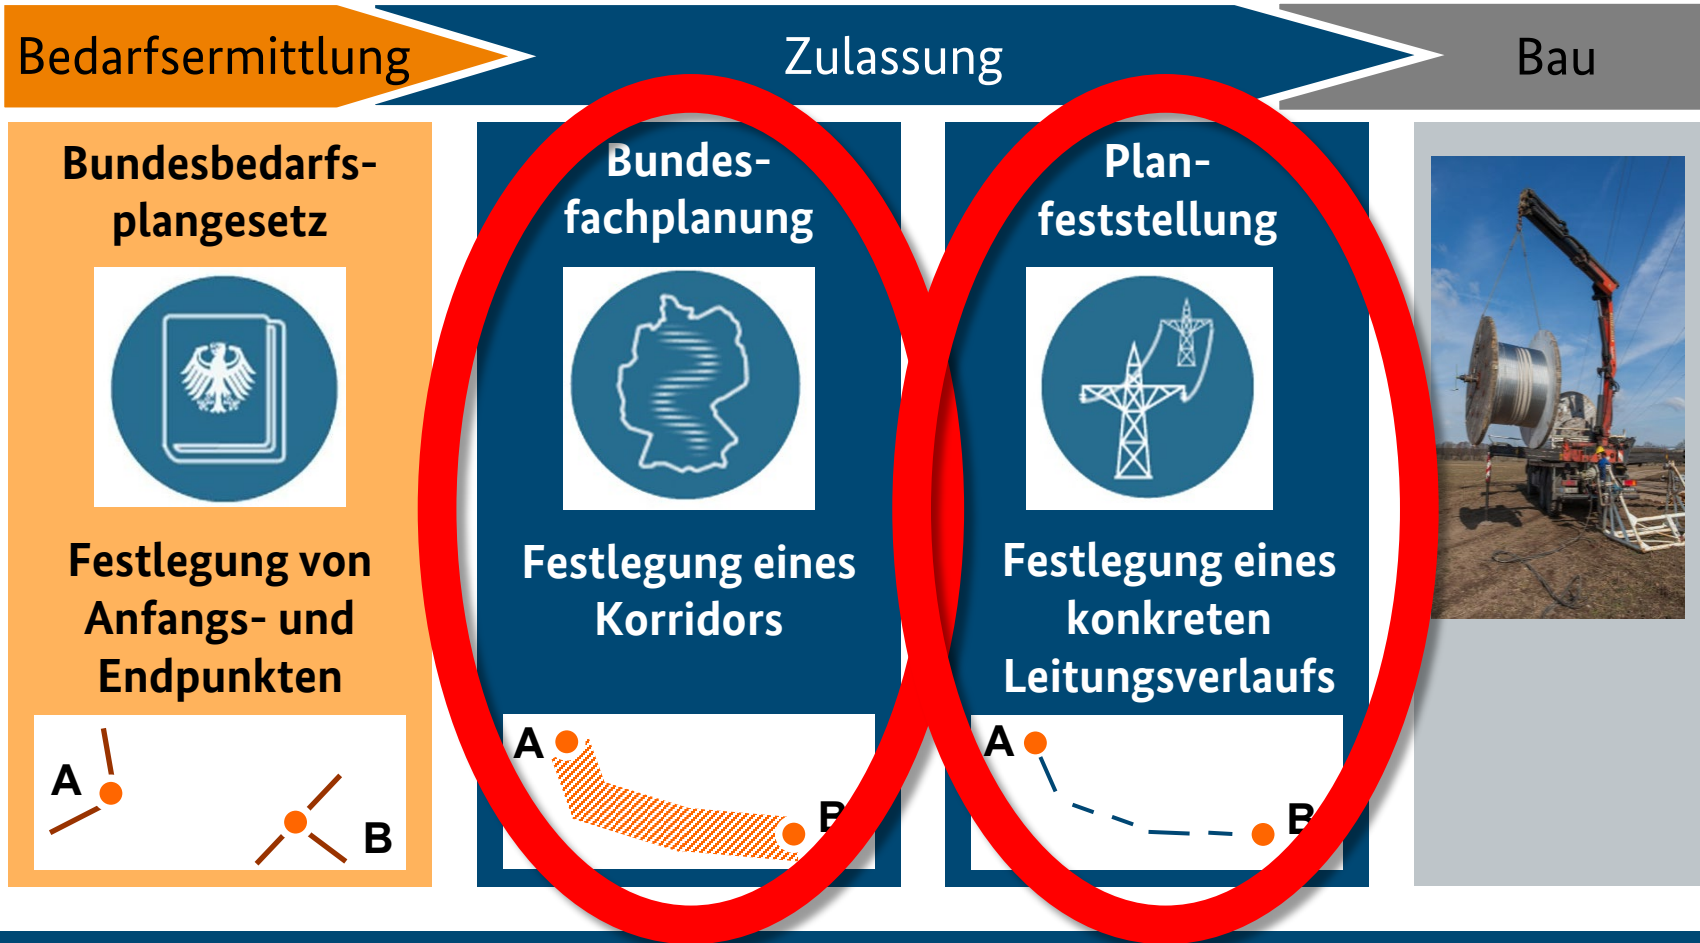 Bedarfsermittlung
Zulassung
Bau
Bundesbedarfs-
plangesetz
Festlegung von
Anfangs- und
Endpunkten
A
B
Bundes-
fachplanung
Festlegung eines
Korridors
A
B
Plan-
feststellung
Festlegung eines
konkreten
Leitungsverlaufs
A
B